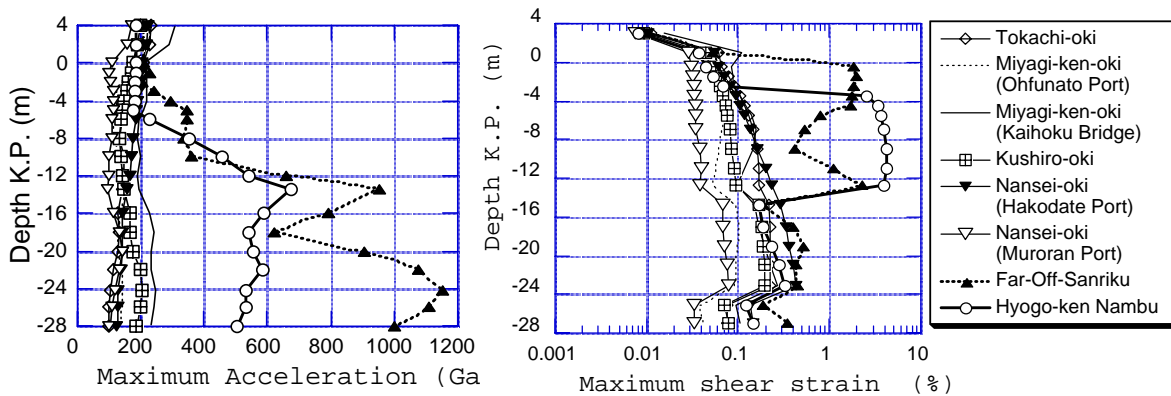 Depth K.P. (m)
4
0
-4
-8
-12
-16
-20
-24
-28
0 200 400 600 800 1000 1200
Maximum Acceleration (Ga
Depth K.P. (m)
4
0
-4
-8
-12
-16
-20
-24
-28
0.001 0.01 0.1 1 10
Maximum shear strain (%)
Tokachi-oki
Miyagi-ken-oki
(Ohfunato Port)
Miyagi-ken-oki
(Kaihoku Bridge)
Kushiro-oki
Nansei-oki
(Hakodate Port)
Nansei-oki
(Muroran Port)
Far-Off-Sanriku
Hyogo-ken Nambu